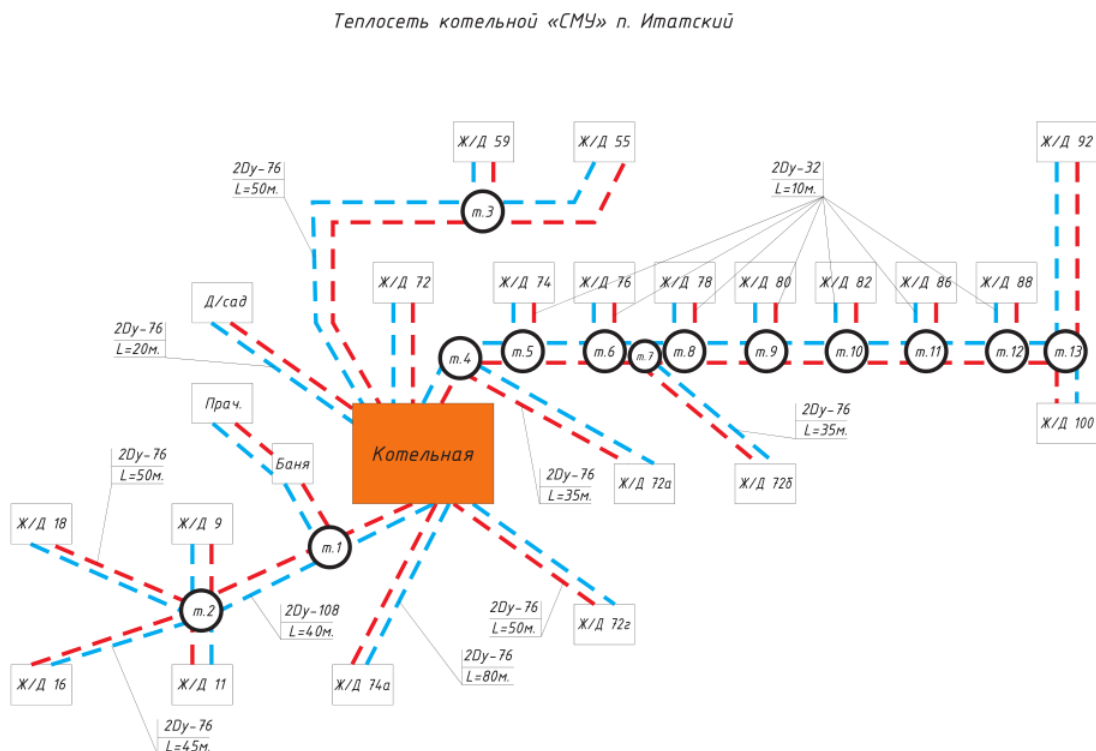 Теплосеть котельной «СМУ» п. Итатский
Ж/Д 59
Ж/Д 55
Ж/Д 92
2Dy-76
L=50м.
2Dy-32
L=10м.
т.3
Ж/Д 72
Ж/Д 74
Ж/Д 76
Ж/Д 78
Ж/Д 80
Ж/Д 82
Ж/Д 86
Ж/Д 88
Д/сад
2Dy-76
L=20м.
т.4
т.5
т.6
т.7
т.8
т.9
т.10
т.11
т.12
т.13
Прач.
2Dy-76
L=35м.
Ж/Д 100
Котельная
2Dy-76
L=50м.
Баня
2Dy-76
L=35м.
Ж/Д 72а
Ж/Д 72б
Ж/Д 18
Ж/Д 9
т.1
т.2
2Dy-108
L=40м.
2Dy-76
L=50м.
Ж/Д 72г
2Dy-76
L=80м.
Ж/Д 16
Ж/Д 11
Ж/Д 74а
2Dy-76
L=45м.